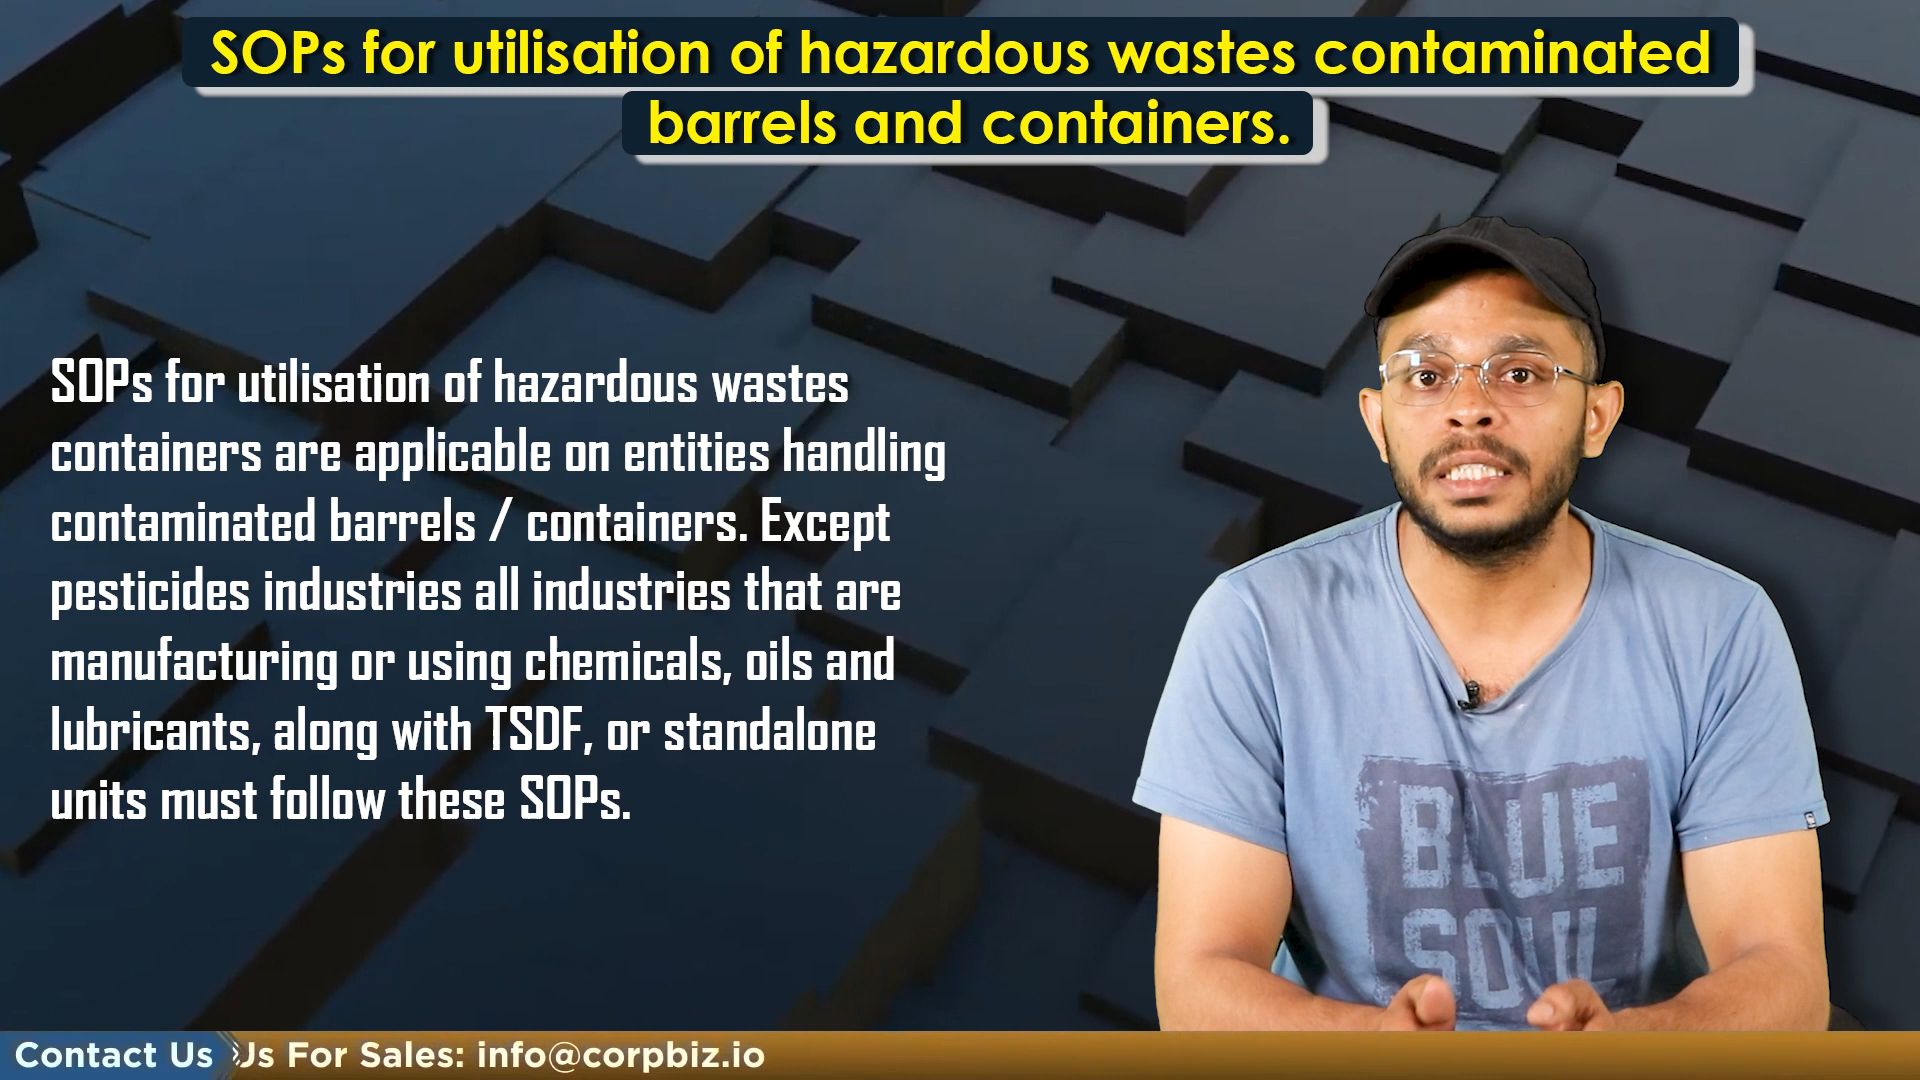 SOPs for utilisation of hazardous wastes contaminated
barrels and containers.
SOPs for utilisation of hazardous wastes
containers are applicable on entities handling
contaminated barrels / containers. Except
pesticides industries all industries that are
manufacturing or using chemicals, oils and
lubricants, along with TSDF, or standalone
units must follow these SOPs.
BLUE
SOUL
Contact Us
Us For Sales: info@corpbiz.io